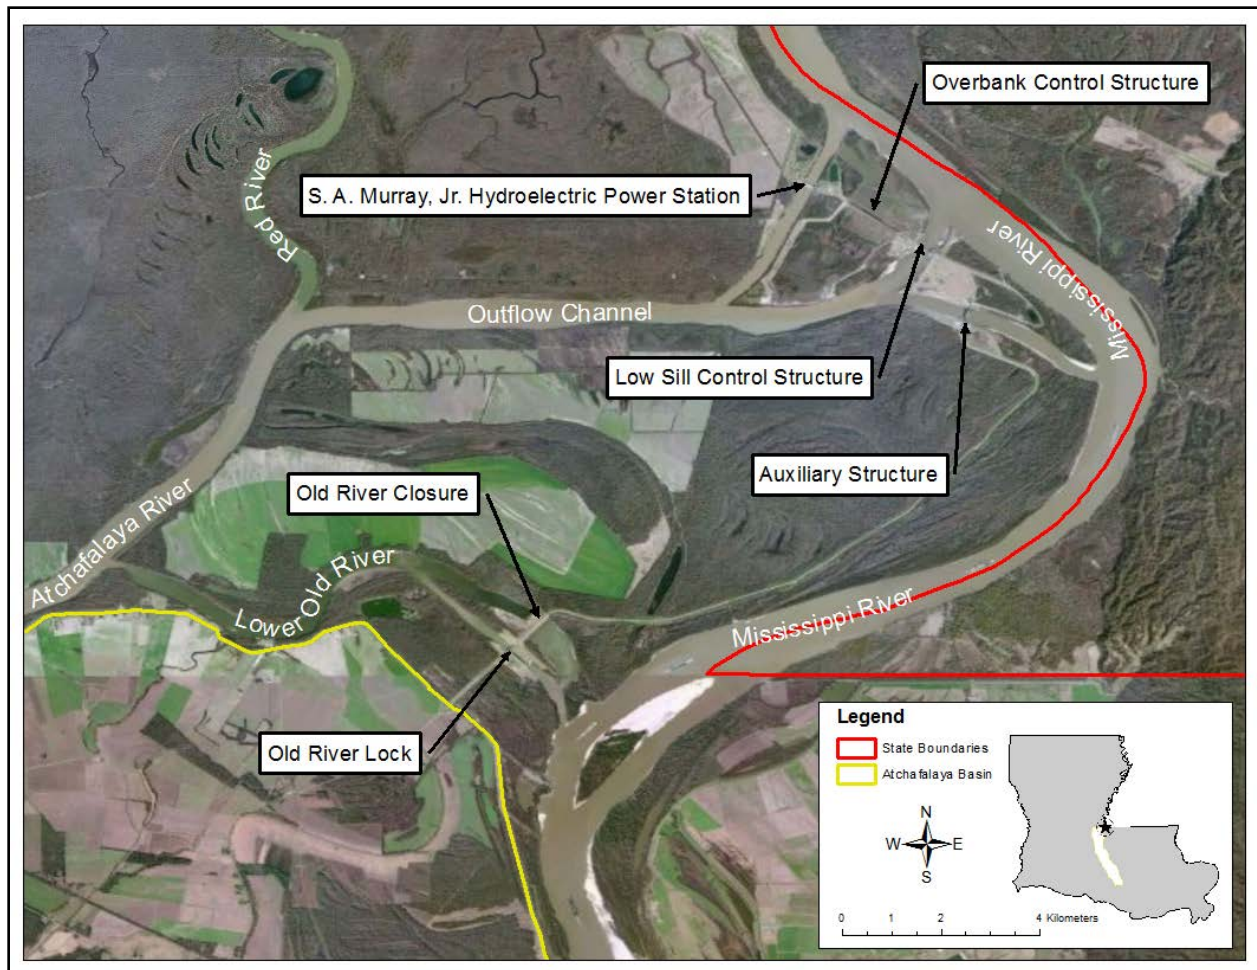 Overbank Control Structure
S. A. Murray, Jr. Hydroelectric Power Station
Red River
Mississippi River
Outflow Channel
Low Sill Control Structure
Auxiliary Structure
Old River Closure
Atchafalaya River
Lower Old River
Mississippi River
Old River Lock
Legend
State Boundaries
Atchafalaya Basin
N
W E
S
0 1 2 4 Kilometers